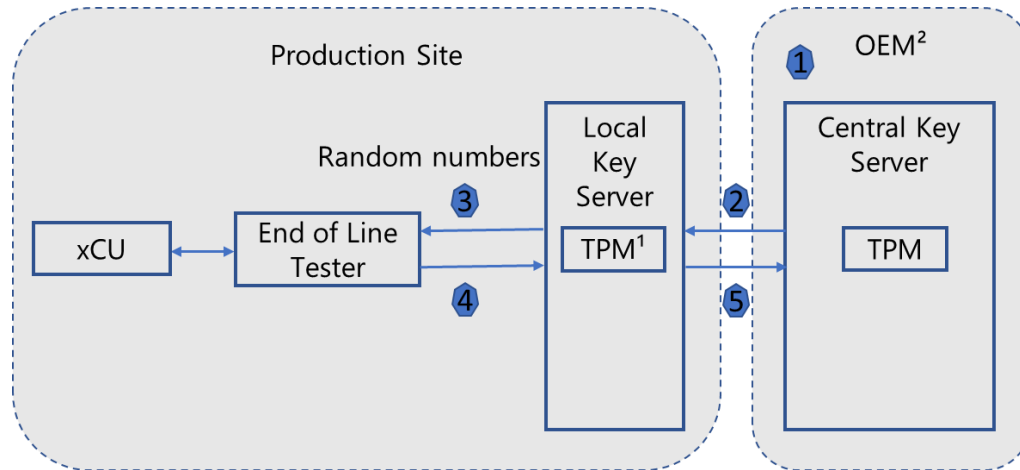 Production Site
OEM²
1
Local
Key
Server
Central Key
Server
Random numbers
3
2
xCU
End of Line
Tester
TPM¹
TPM
4
5